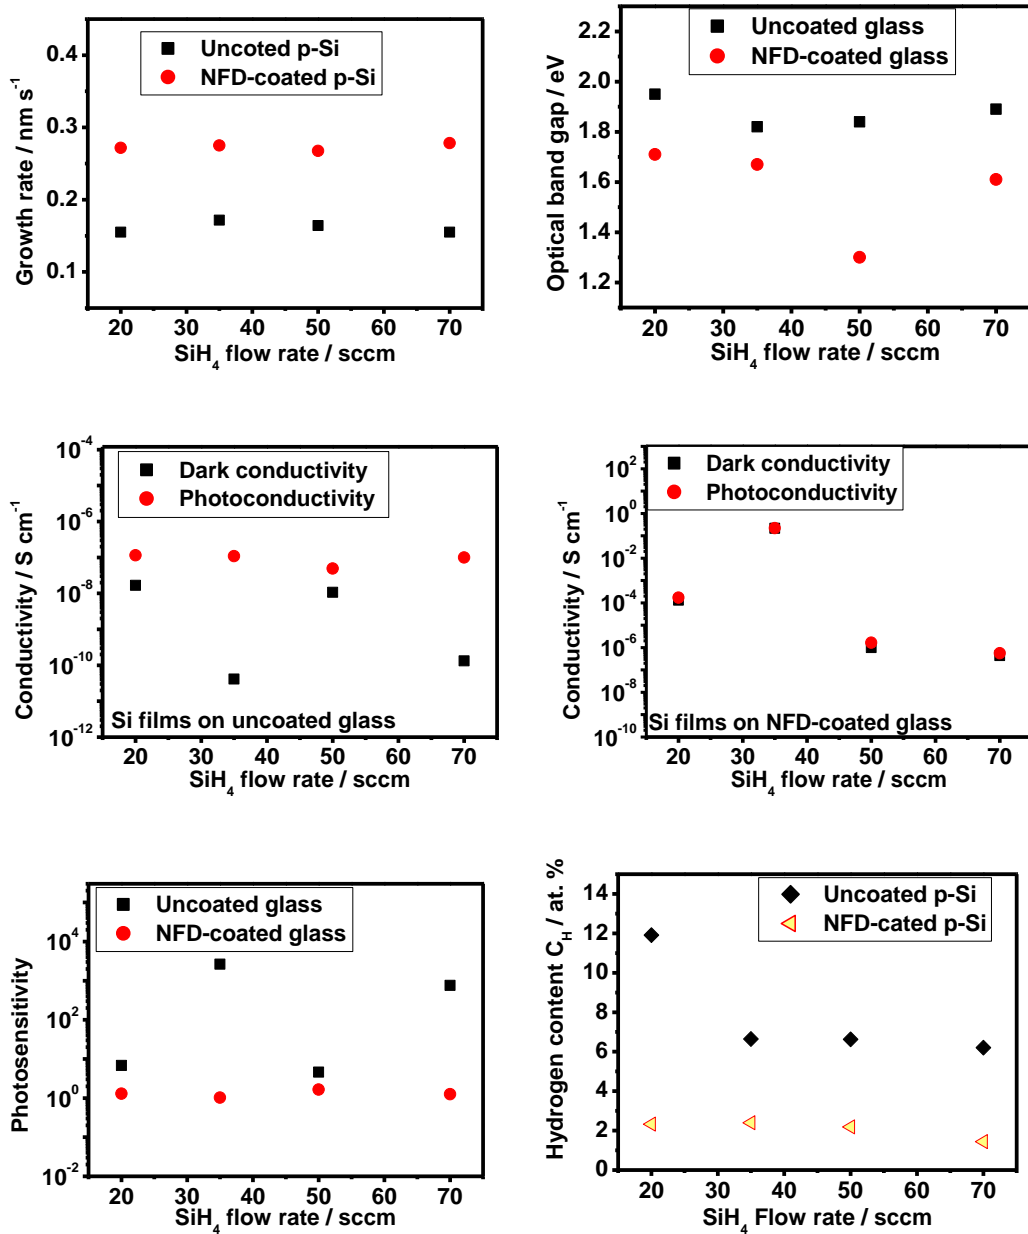 Uncoted p-Si
NFD-coated p-Si
Growth rate / nm s⁻¹
0.4
0.3
0.2
0.1
20 30 40 50 60 70
SiH₄ flow rate / sccm
Uncoated glass
NFD-coated glass
Optical band gap / eV
2.2
2.0
1.8
1.6
1.4
1.2
20 30 40 50 60 70
SiH₄ flow rate / sccm
Dark conductivity
Photoconductivity
Conductivity / S cm⁻¹
10⁻⁴
10⁻⁶
10⁻⁸
10⁻¹⁰
10⁻¹²
Si films on uncoated glass
20 30 40 50 60 70
SiH₄ flow rate / sccm
Dark conductivity
Photoconductivity
Conductivity / S cm⁻¹
10²
10⁰
10⁻²
10⁻⁴
10⁻⁶
10⁻⁸
10⁻¹⁰
Si films on NFD-coated glass
20 30 40 50 60 70
SiH₄ flow rate / sccm
Uncoated glass
NFD-coated glass
Photosensitivity
10⁴
10²
10⁰
10⁻²
20 30 40 50 60 70
SiH₄ flow rate / sccm
Uncoated p-Si
NFD-cated p-Si
Hydrogen content C_H / at. %
14
12
10
8
6
4
2
0
20 30 40 50 60 70
SiH₄ Flow rate / sccm